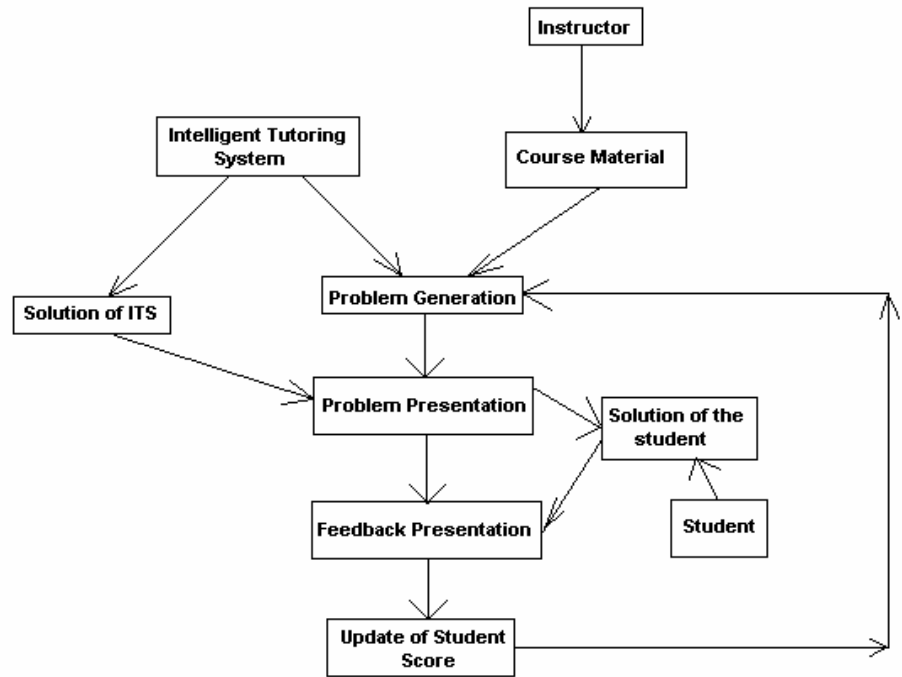 Instructor
Intelligent Tutoring
System
Course Material
Problem Generation
Solution of ITS
Problem Presentation
Solution of the
student
Feedback Presentation
Student
Update of Student
Score